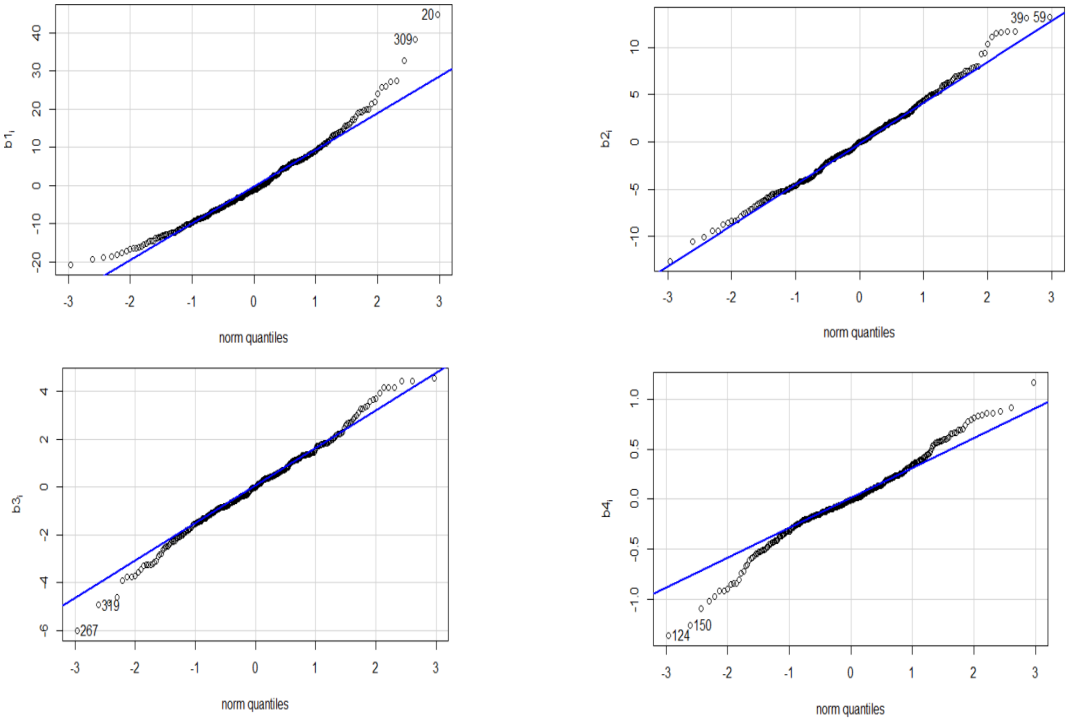 20
309
40
30
20
10
0
-10
-20
b1i
-3 -2 -1 0 1 2 3
norm quantiles
39 59
10
5
0
-5
-10
b2i
-3 -2 -1 0 1 2 3
norm quantiles
4
2
0
-2
-4
-6
b3i
319
267
-3 -2 -1 0 1 2 3
norm quantiles
1.0
0.5
0.0
-0.5
-1.0
b4i
150
124
-3 -2 -1 0 1 2 3
norm quantiles